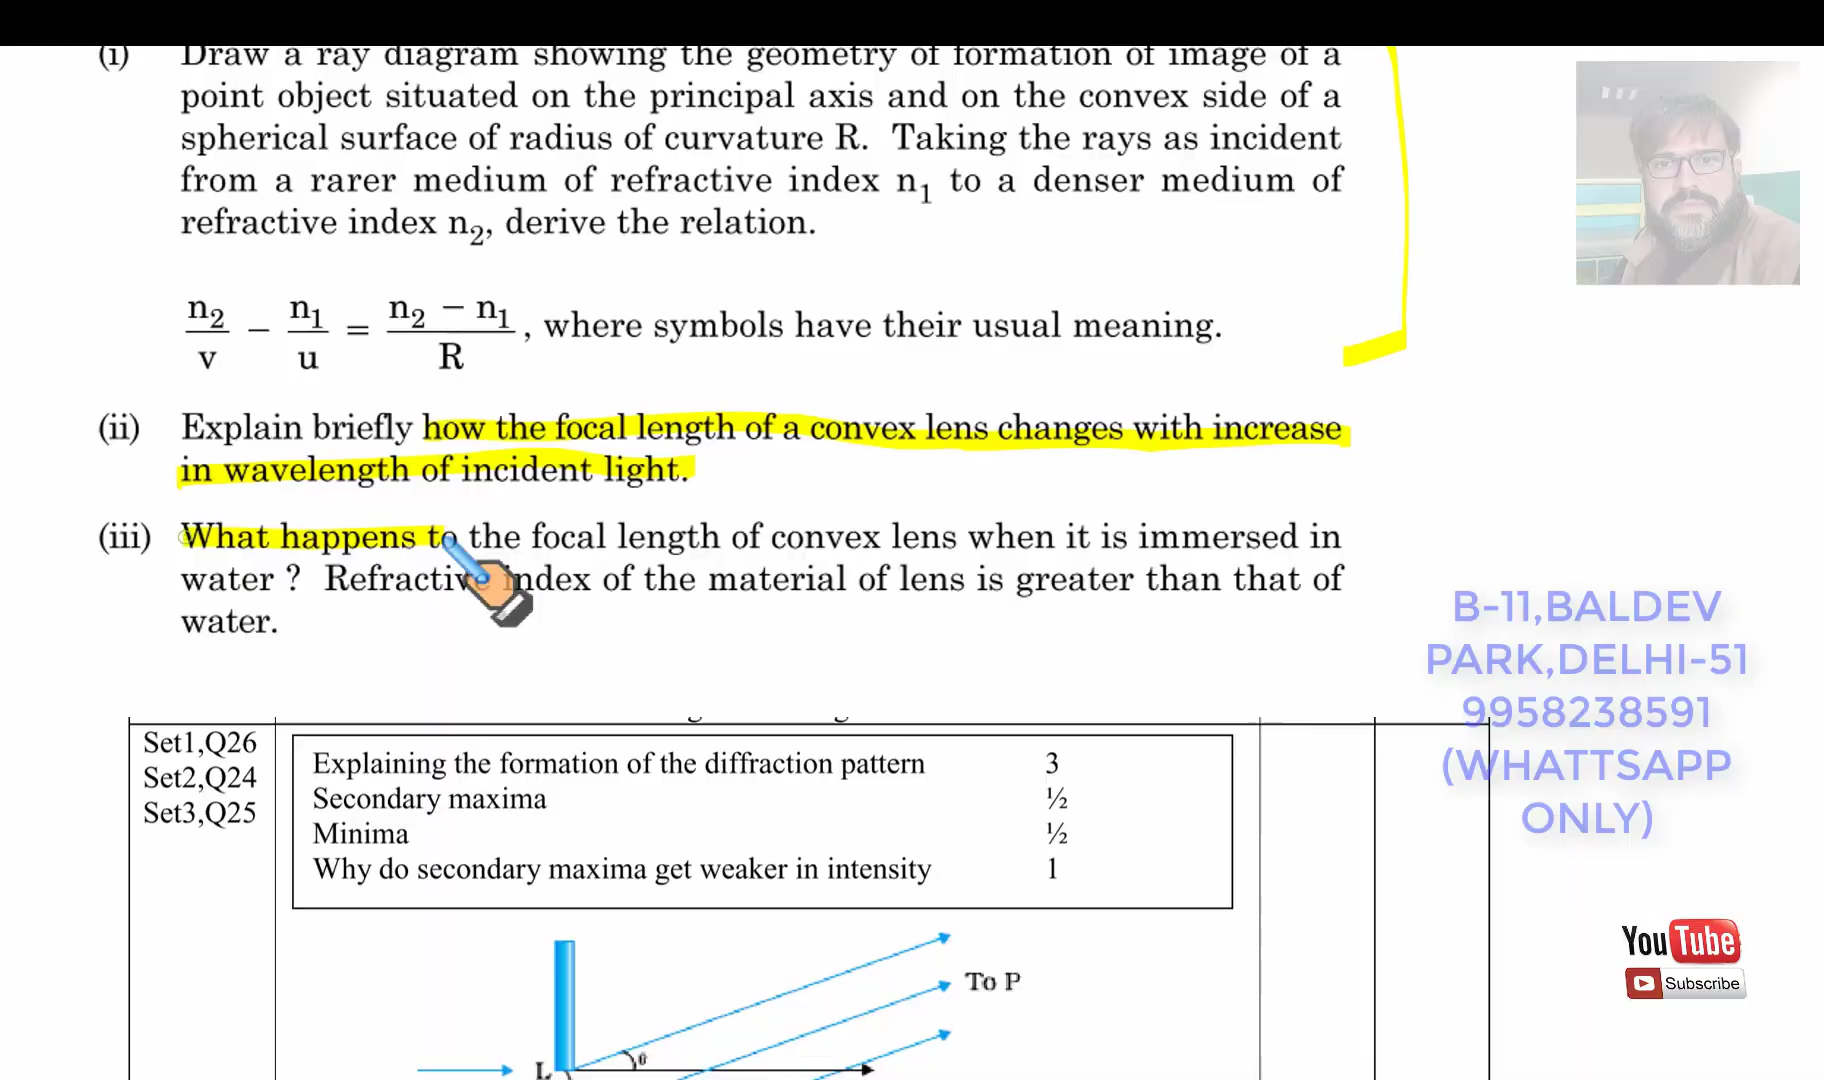 (i) Draw a ray diagram showing the geometry of formation of image of a
point object situated on the principal axis and on the convex side of a
spherical surface of radius of curvature R. Taking the rays as incident
from a rarer medium of refractive index n₁ to a denser medium of
refractive index n₂, derive the relation.
n₂/v − n₁/u = (n₂ − n₁)/R, where symbols have their usual meaning.
(ii) Explain briefly how the focal length of a convex lens changes with increase
in wavelength of incident light.
(iii) What happens to the focal length of convex lens when it is immersed in
water ? Refractive index of the material of lens is greater than that of
water.
B-11,BALDEV
PARK,DELHI-51
9958238591
(WHATTSAPP
ONLY)
Set1,Q26
Set2,Q24
Set3,Q25
Explaining the formation of the diffraction pattern 3
Secondary maxima ½
Minima ½
Why do secondary maxima get weaker in intensity 1
To P
θ
L
YouTube
Subscribe